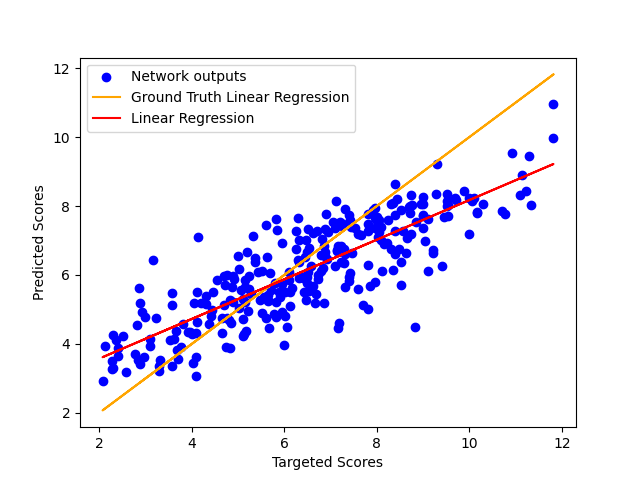 Network outputs
Ground Truth Linear Regression
Linear Regression
12
10
8
6
4
2
Predicted Scores
2 4 6 8 10 12
Targeted Scores